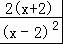 2(x+2)
(x-2)²